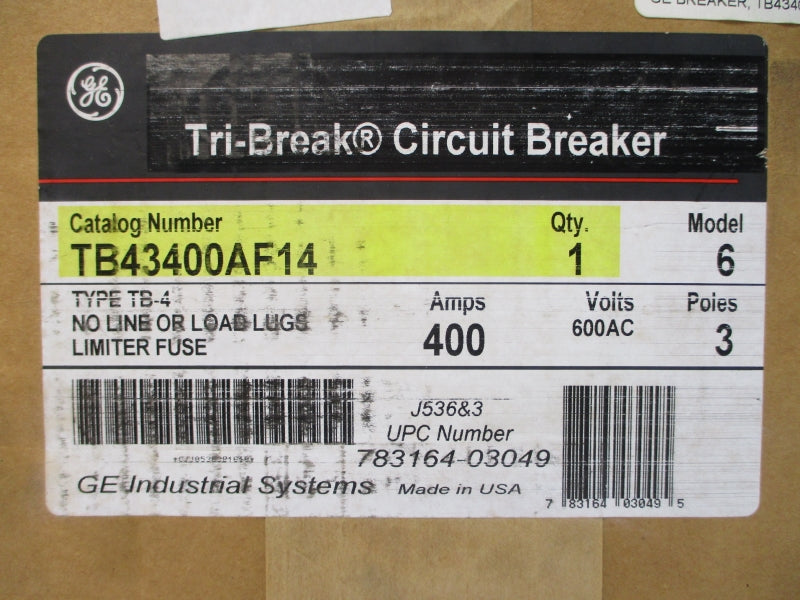 GE BREAKER, TB4340
GE
Tri-Break® Circuit Breaker
Catalog Number Qty. Model
TB43400AF14 1 6
TYPE TB-4 Amps Volts Poles
NO LINE OR LOAD LUGS 400 600AC 3
LIMITER FUSE
J536&3
UPC Number
783164-03049
GE Industrial Systems Made in USA
7 83164 03049 5